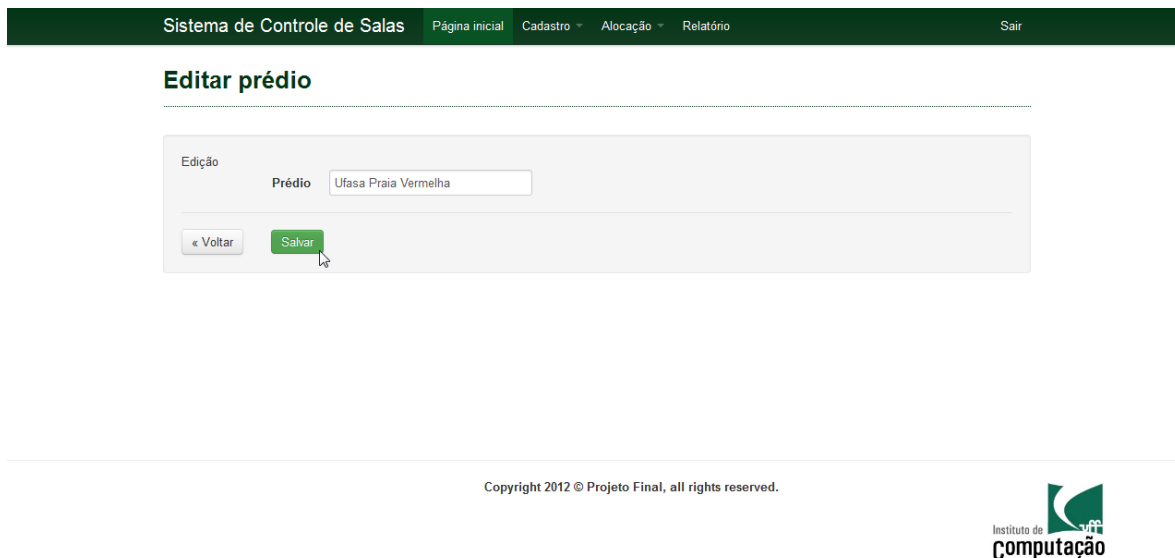 Sistema de Controle de Salas Página inicial Cadastro Alocação Relatório Sair
Editar prédio
Edição
Prédio Ufasa Praia Vermelha
« Voltar Salvar
Copyright 2012 © Projeto Final, all rights reserved.
Instituto de uff
computação